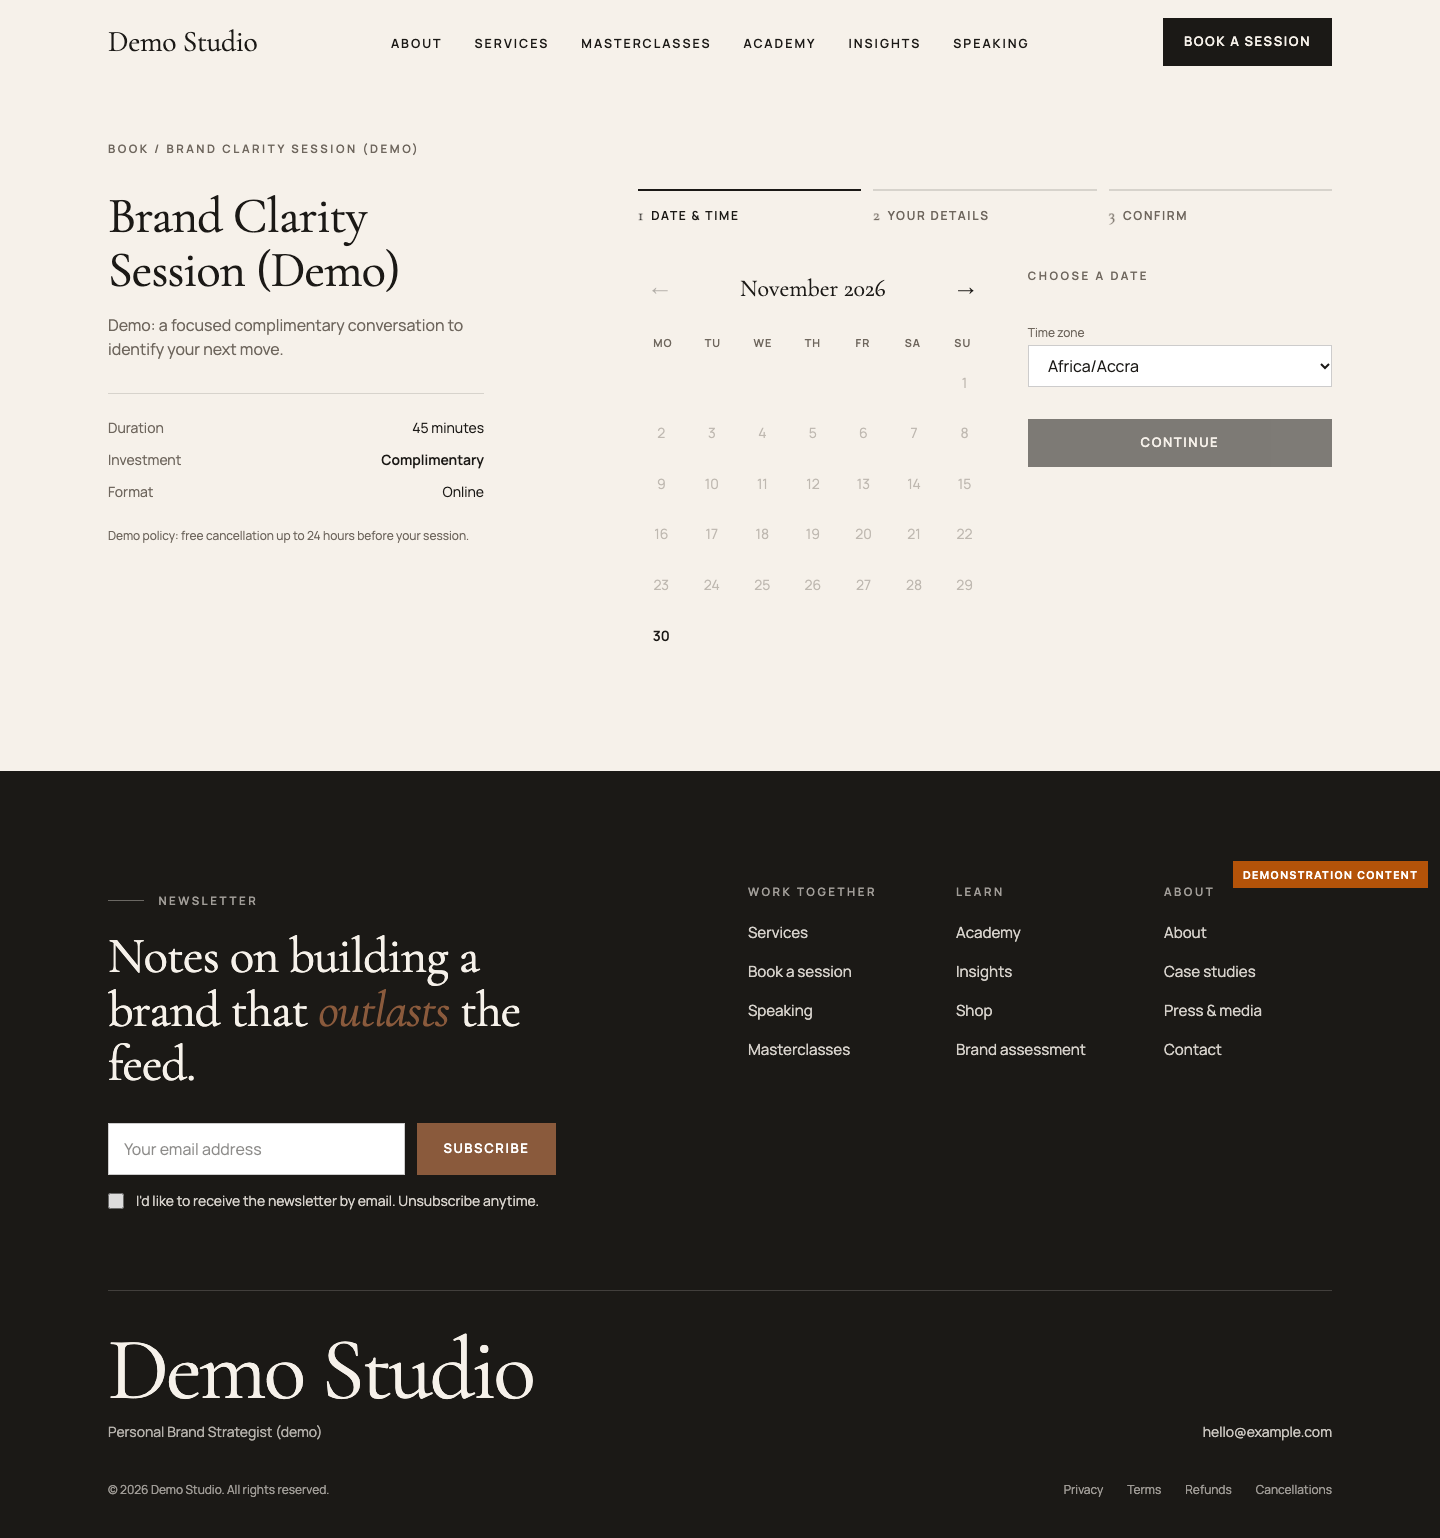 Demo Studio
ABOUT SERVICES MASTERCLASSES ACADEMY INSIGHTS SPEAKING
BOOK A SESSION
BOOK / BRAND CLARITY SESSION (DEMO)
Brand Clarity
Session (Demo)
Demo: a focused complimentary conversation to
identify your next move.
Duration 45 minutes
Investment Complimentary
Format Online
Demo policy: free cancellation up to 24 hours before your session.
1 DATE & TIME
2 YOUR DETAILS
3 CONFIRM
← November 2026 →
MO TU WE TH FR SA SU
1
2 3 4 5 6 7 8
9 10 11 12 13 14 15
16 17 18 19 20 21 22
23 24 25 26 27 28 29
30
CHOOSE A DATE
Time zone
Africa/Accra
CONTINUE
NEWSLETTER
Notes on building a
brand that outlasts the
feed.
Your email address
SUBSCRIBE
I'd like to receive the newsletter by email. Unsubscribe anytime.
WORK TOGETHER
Services
Book a session
Speaking
Masterclasses
LEARN
Academy
Insights
Shop
Brand assessment
ABOUT
About
Case studies
Press & media
Contact
DEMONSTRATION CONTENT
Demo Studio
Personal Brand Strategist (demo)
hello@example.com
© 2026 Demo Studio. All rights reserved.
Privacy Terms Refunds Cancellations